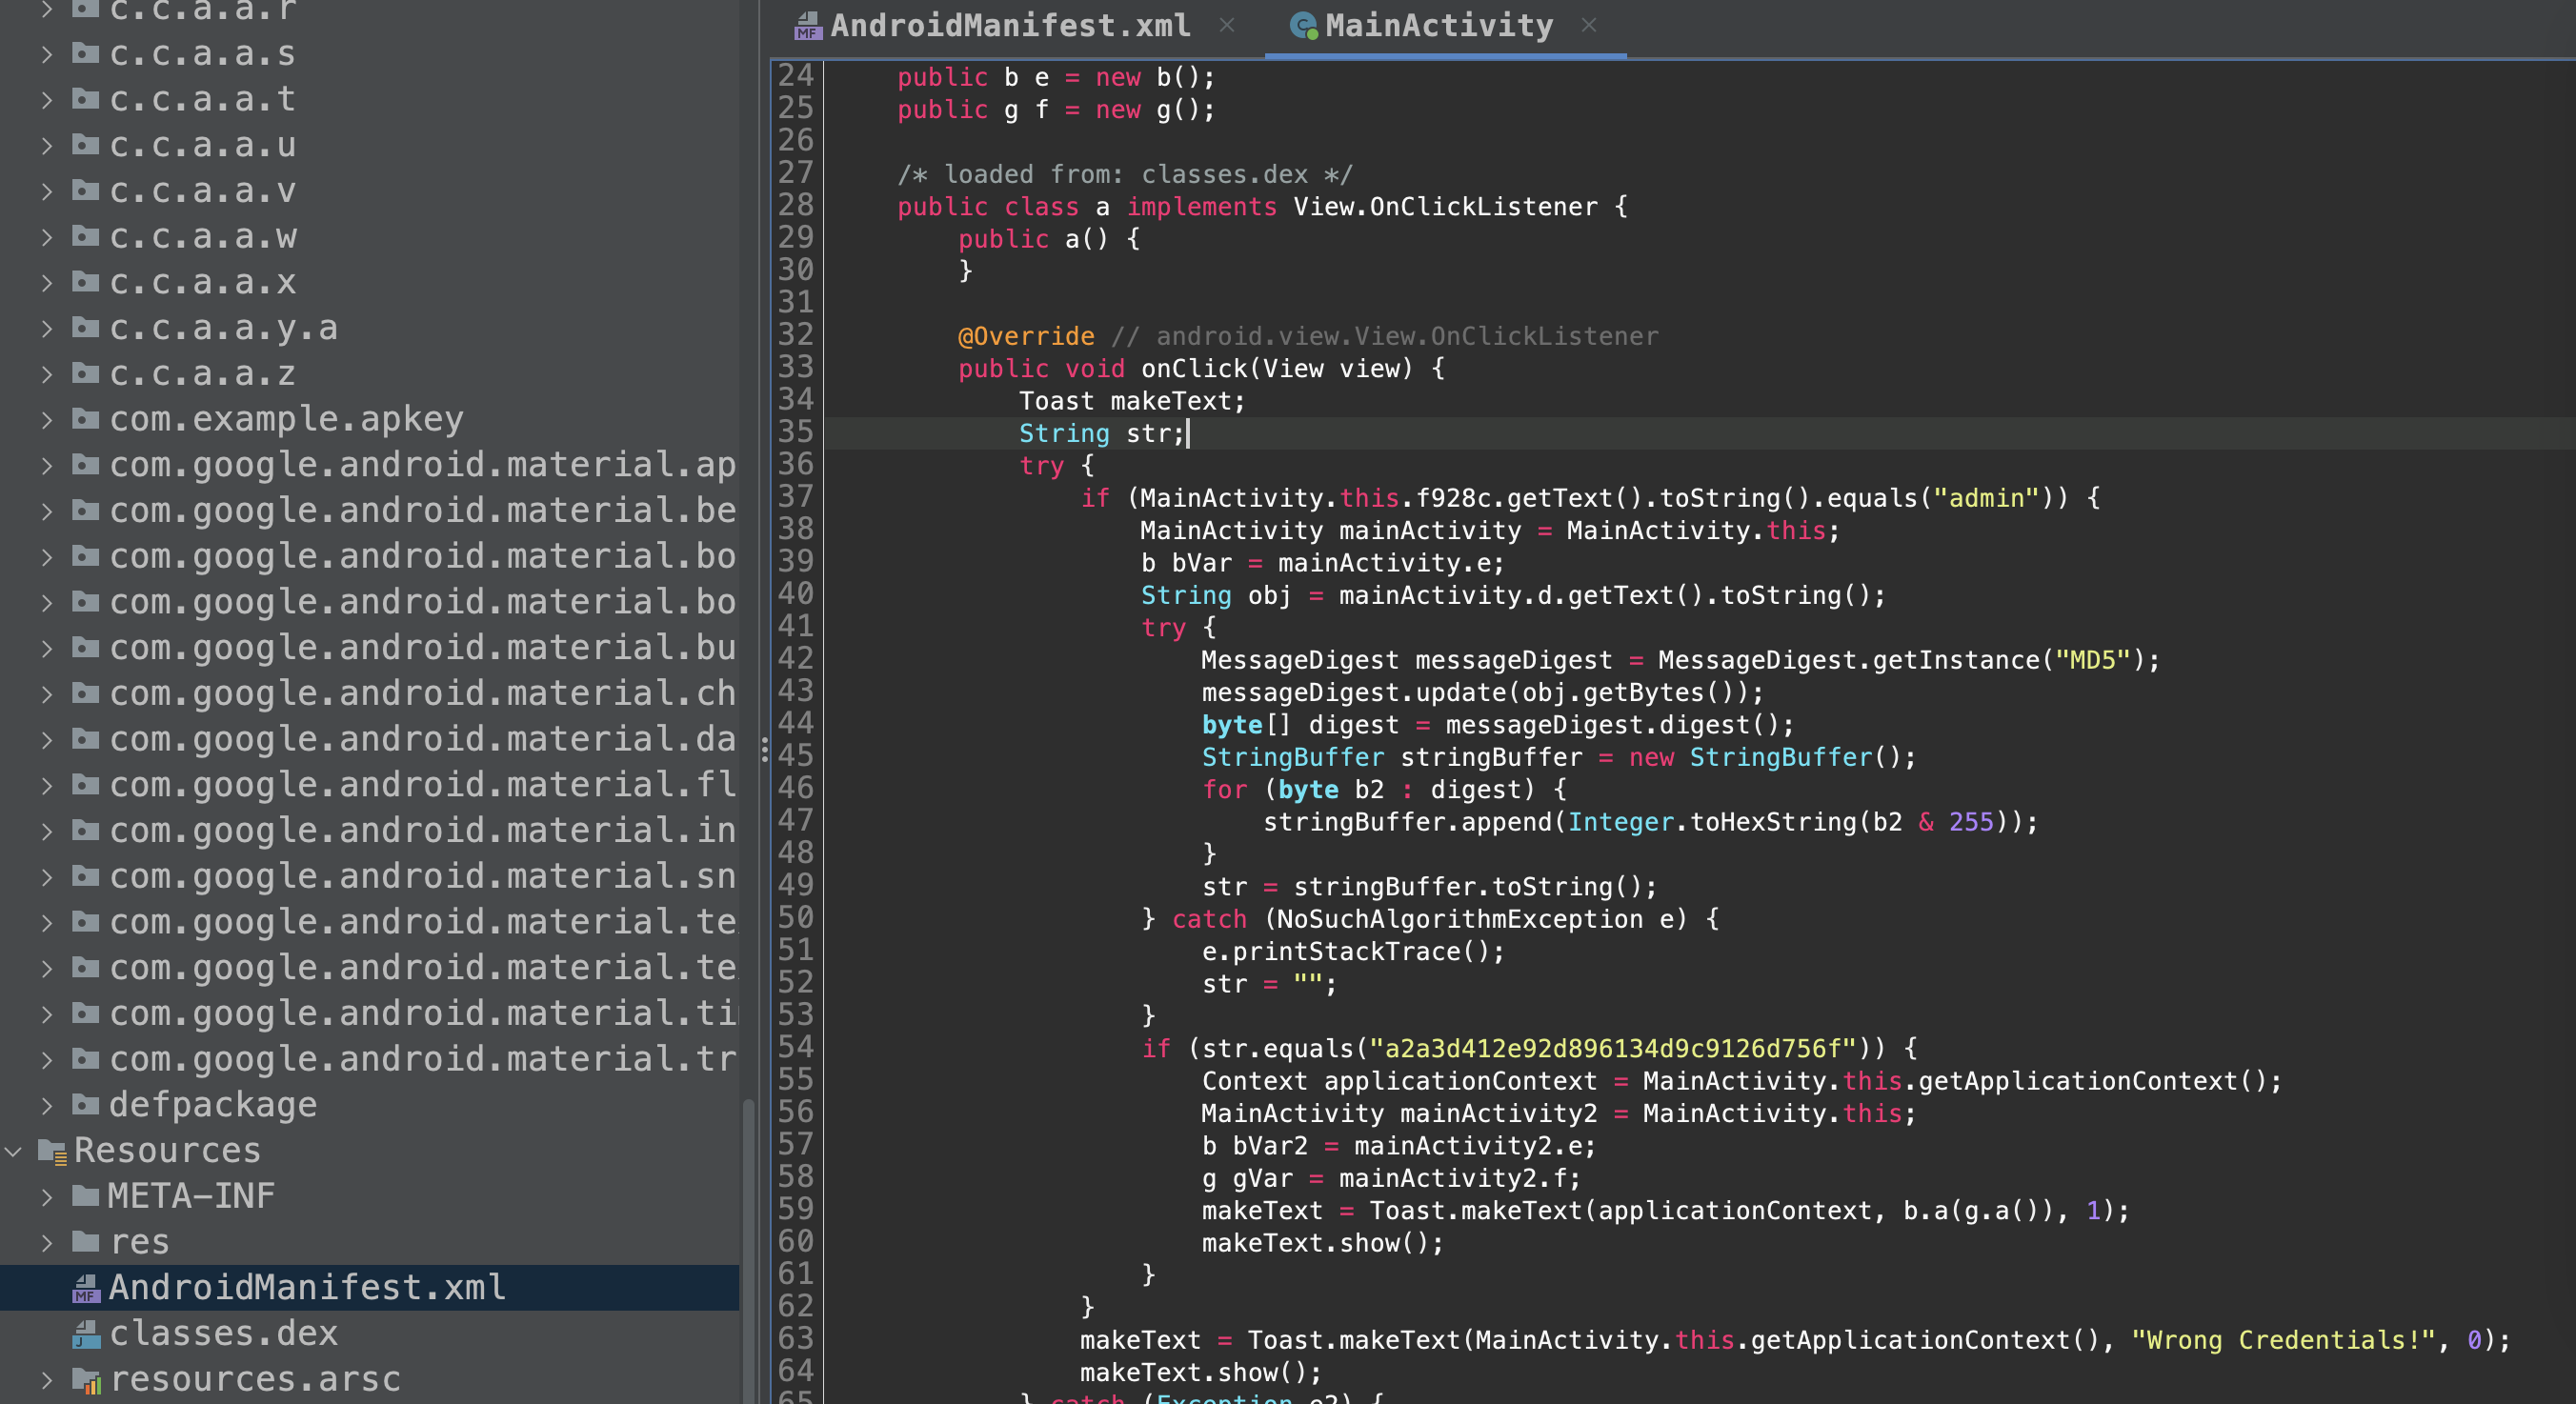 c.c.a.a.r
c.c.a.a.s
c.c.a.a.t
c.c.a.a.u
c.c.a.a.v
c.c.a.a.w
c.c.a.a.x
c.c.a.a.y.a
c.c.a.a.z
com.example.apkey
com.google.android.material.ap
com.google.android.material.be
com.google.android.material.bo
com.google.android.material.bo
com.google.android.material.bu
com.google.android.material.ch
com.google.android.material.da
com.google.android.material.fl
com.google.android.material.in
com.google.android.material.sn
com.google.android.material.te
com.google.android.material.te
com.google.android.material.ti
com.google.android.material.tr
defpackage
Resources
META-INF
res
MF AndroidManifest.xml
J classes.dex
resources.arsc
MF AndroidManifest.xml × C MainActivity ×
24 public b e = new b();
25 public g f = new g();
26
27 /* loaded from: classes.dex */
28 public class a implements View.OnClickListener {
29 public a() {
30 }
31
32 @Override // android.view.View.OnClickListener
33 public void onClick(View view) {
34 Toast makeText;
35 String str;
36 try {
37 if (MainActivity.this.f928c.getText().toString().equals("admin")) {
38 MainActivity mainActivity = MainActivity.this;
39 b bVar = mainActivity.e;
40 String obj = mainActivity.d.getText().toString();
41 try {
42 MessageDigest messageDigest = MessageDigest.getInstance("MD5");
43 messageDigest.update(obj.getBytes());
44 byte[] digest = messageDigest.digest();
45 StringBuffer stringBuffer = new StringBuffer();
46 for (byte b2 : digest) {
47 stringBuffer.append(Integer.toHexString(b2 & 255));
48 }
49 str = stringBuffer.toString();
50 } catch (NoSuchAlgorithmException e) {
51 e.printStackTrace();
52 str = "";
53 }
54 if (str.equals("a2a3d412e92d896134d9c9126d756f")) {
55 Context applicationContext = MainActivity.this.getApplicationContext();
56 MainActivity mainActivity2 = MainActivity.this;
57 b bVar2 = mainActivity2.e;
58 g gVar = mainActivity2.f;
59 makeText = Toast.makeText(applicationContext, b.a(g.a()), 1);
60 makeText.show();
61 }
62 }
63 makeText = Toast.makeText(MainActivity.this.getApplicationContext(), "Wrong Credentials!", 0);
64 makeText.show();
65 } catch (Exception e2) {